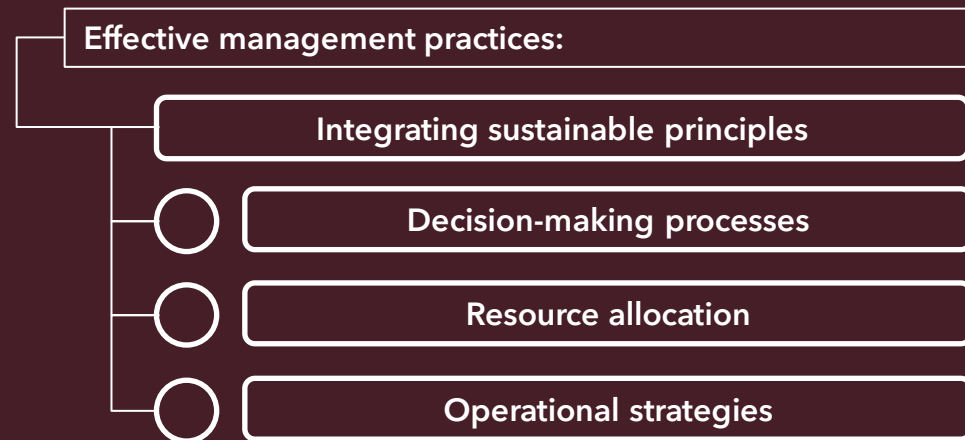 Effective management practices:
Integrating sustainable principles
Decision-making processes
Resource allocation
Operational strategies